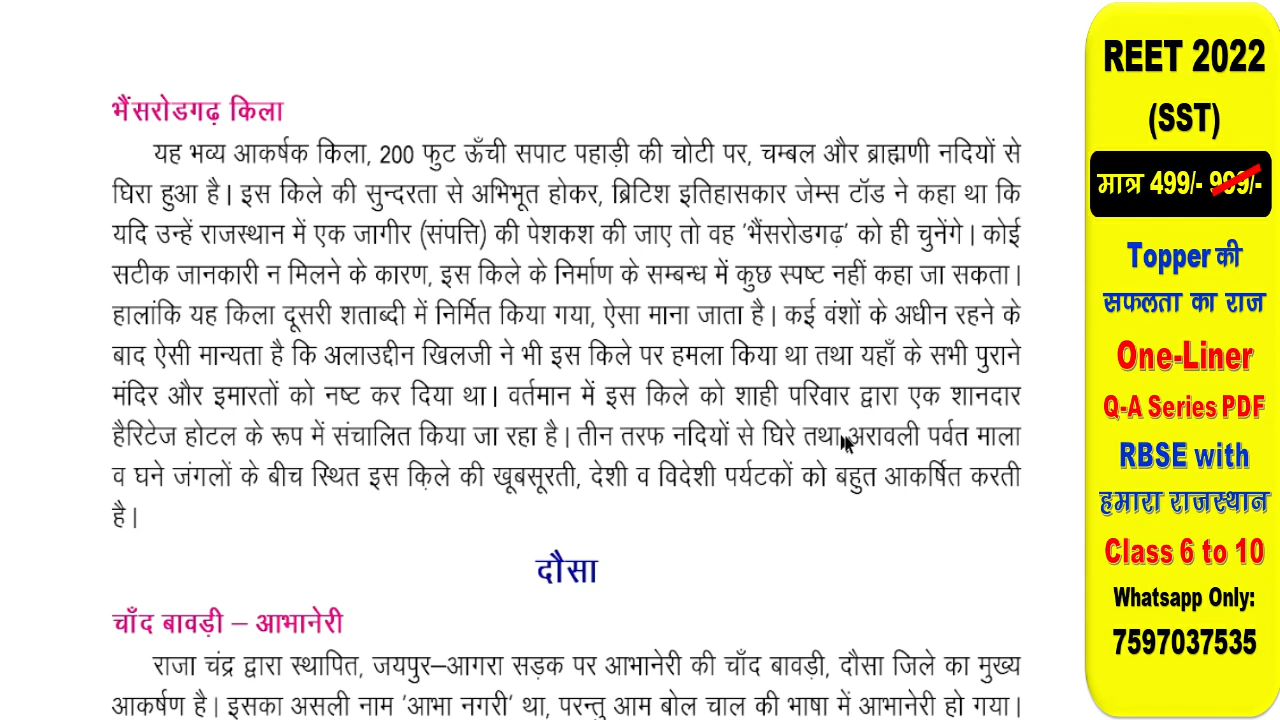 भैंसरोडगढ़ किला
यह भव्य आकर्षक किला, 200 फुट ऊँची सपाट पहाड़ी की चोटी पर, चम्बल और ब्राह्मणी नदियों से
घिरा हुआ है। इस किले की सुन्दरता से अभिभूत होकर, ब्रिटिश इतिहासकार जेम्स टॉड ने कहा था कि
यदि उन्हें राजस्थान में एक जागीर (संपत्ति) की पेशकश की जाए तो वह 'भैंसरोडगढ़' को ही चुनेंगे। कोई
सटीक जानकारी न मिलने के कारण, इस किले के निर्माण के सम्बन्ध में कुछ स्पष्ट नहीं कहा जा सकता।
हालांकि यह किला दूसरी शताब्दी में निर्मित किया गया, ऐसा माना जाता है। कई वंशों के अधीन रहने के
बाद ऐसी मान्यता है कि अलाउद्दीन खिलजी ने भी इस किले पर हमला किया था तथा यहाँ के सभी पुराने
मंदिर और इमारतों को नष्ट कर दिया था। वर्तमान में इस किले को शाही परिवार द्वारा एक शानदार
हैरिटेज होटल के रूप में संचालित किया जा रहा है। तीन तरफ नदियों से घिरे तथा अरावली पर्वत माला
व घने जंगलों के बीच स्थित इस क़िले की खूबसूरती, देशी व विदेशी पर्यटकों को बहुत आकर्षित करती
है।
दौसा
चाँद बावड़ी – आभानेरी
राजा चंद्र द्वारा स्थापित, जयपुर–आगरा सड़क पर आभानेरी की चाँद बावड़ी, दौसा जिले का मुख्य
आकर्षण है। इसका असली नाम 'आभा नगरी' था, परन्तु आम बोल चाल की भाषा में आभानेरी हो गया।
REET 2022
(SST)
मात्र 499/- 999/-
Topper की
सफलता का राज
One-Liner
Q-A Series PDF
RBSE with
हमारा राजस्थान
Class 6 to 10
Whatsapp Only:
7597037535